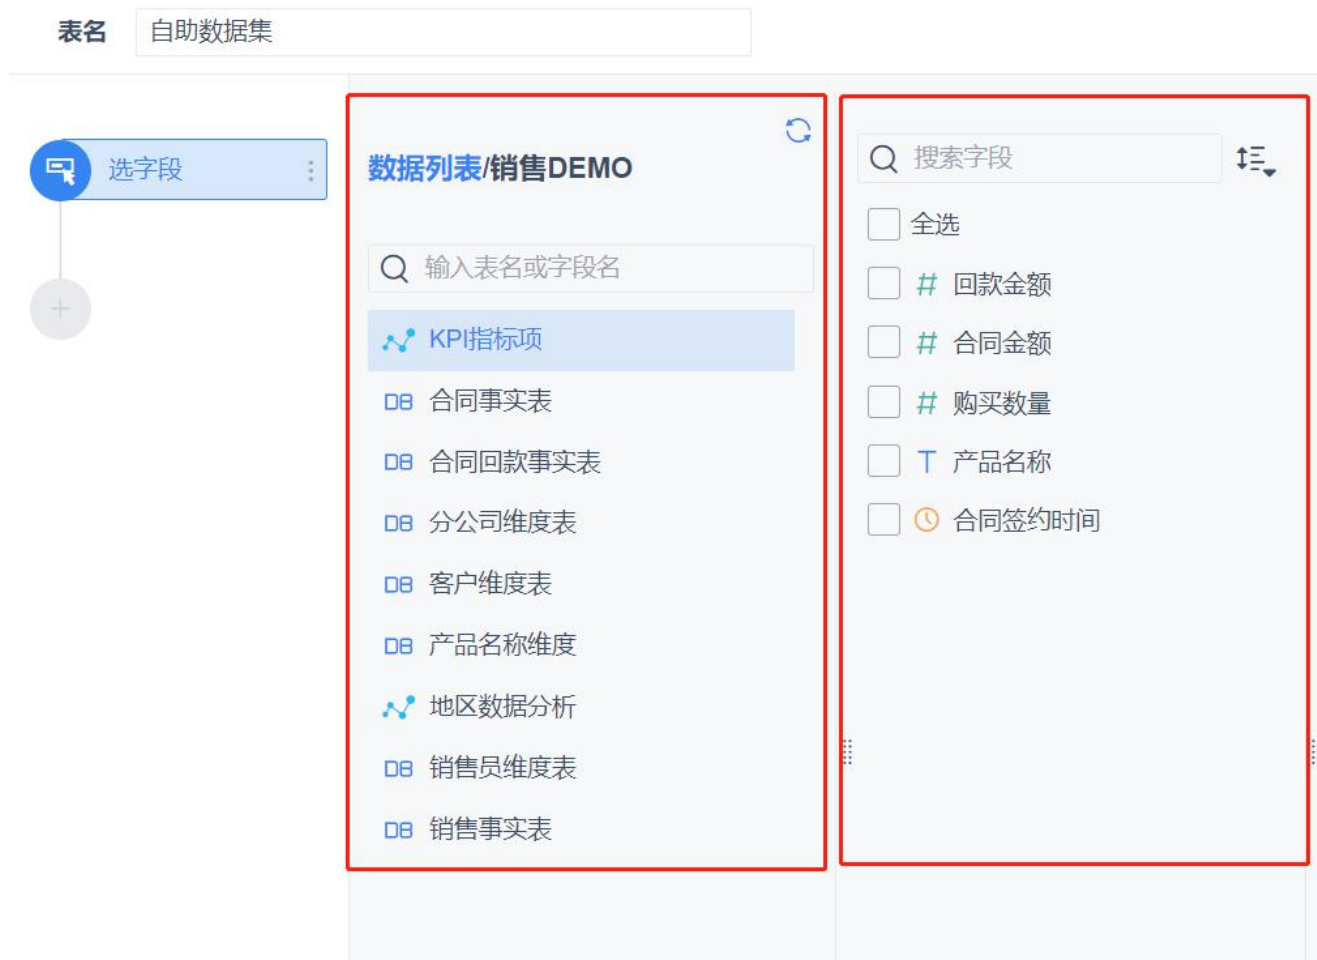 表名 自助数据集
选字段
数据列表/销售DEMO
输入表名或字段名
KPI指标项
DB 合同事实表
DB 合同回款事实表
DB 分公司维度表
DB 客户维度表
DB 产品名称维度
地区数据分析
DB 销售员维度表
DB 销售事实表
搜索字段
全选
# 回款金额
# 合同金额
# 购买数量
T 产品名称
合同签约时间